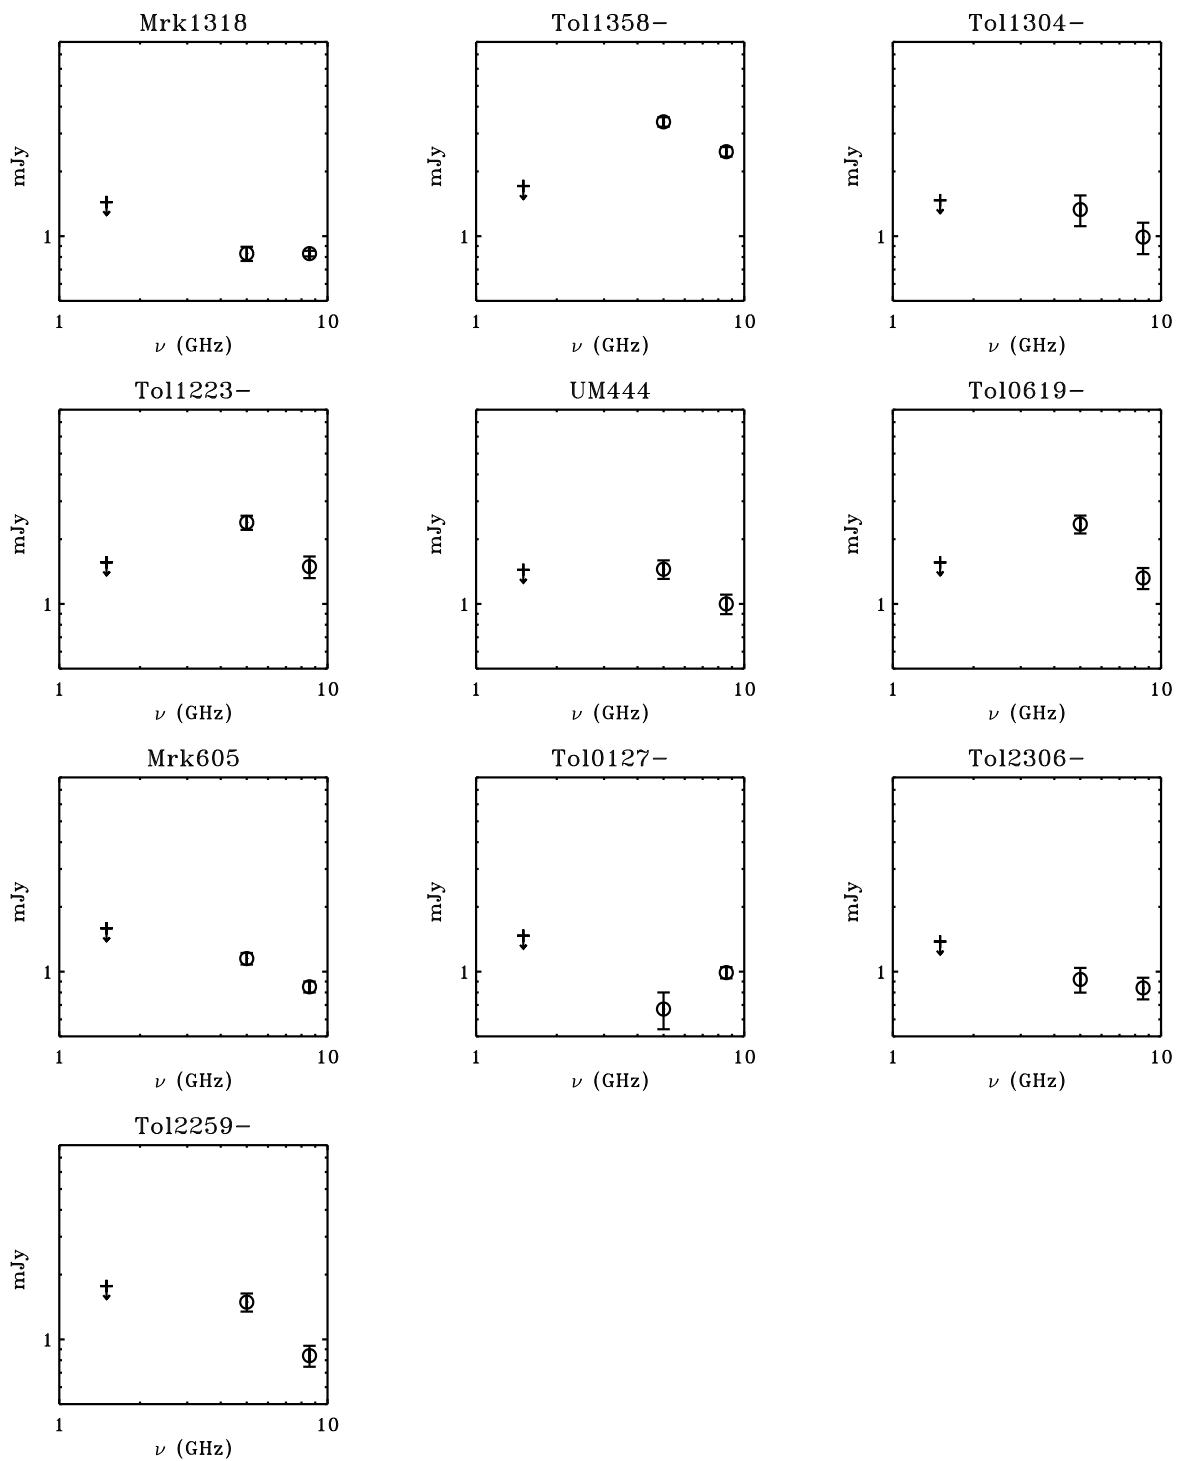 Mrk1318
Tol1358−
Tol1304−
mJy
mJy
mJy
1
1
1
1 10
1 10
1 10
ν (GHz)
ν (GHz)
ν (GHz)
Tol1223−
UM444
Tol0619−
mJy
mJy
mJy
1
1
1
1 10
1 10
1 10
ν (GHz)
ν (GHz)
ν (GHz)
Mrk605
Tol0127−
Tol2306−
mJy
mJy
mJy
1
1
1
1 10
1 10
1 10
ν (GHz)
ν (GHz)
ν (GHz)
Tol2259−
mJy
1
1 10
ν (GHz)